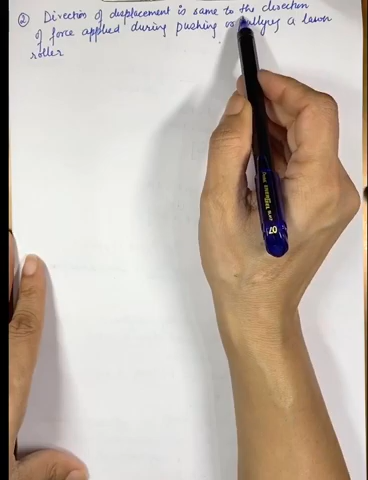 ② Direction of displacement is same to the direction
of force applied during pushing or pulling a lawn
roller